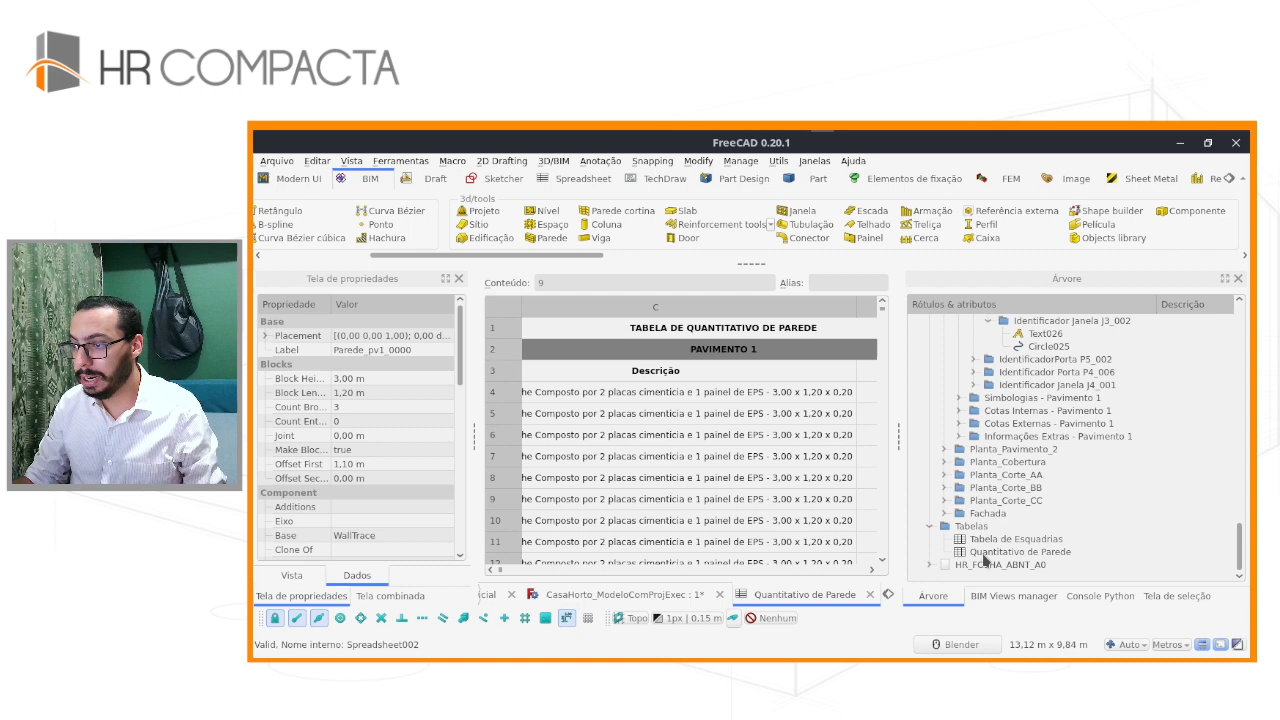 HR COMPACTA
FreeCAD 0.20.1
Arquivo Editar Vista Ferramentas Macro 2D Drafting 3D/BIM Anotação Snapping Modify Manage Utils Janelas Ajuda
Modern UI BIM Draft Sketcher Spreadsheet TechDraw Part Design Part Elementos de fixação FEM Image Sheet Metal Re
3d/tools
Retângulo Curva Bézier Projeto Nível Parede cortina Slab Janela Escada Armação Referência externa Shape builder Componente
B-spline Ponto Sítio Espaço Coluna Reinforcement tools Tubulação Telhado Treliça Perfil Película
Curva Bézier cúbica Hachura Edificação Parede Viga Door Conector Painel Cerca Caixa Objects library
Tela de propriedades
Propriedade Valor
Base
Placement [(0,00 0,00 1,00); 0,00 d...
Label Parede_pv1_0000
Blocks
Block Hei... 3,00 m
Block Len... 1,20 m
Count Bro... 3
Count Ent... 0
Joint 0,00 m
Make Bloc... true
Offset First 1,10 m
Offset Sec... 0,00 m
Component
Additions
Eixo
Base WallTrace
Clone Of
Vista Dados
Tela de propriedades Tela combinada
Conteúdo: 9 Alias:
C
1 TABELA DE QUANTITATIVO DE PAREDE
2 PAVIMENTO 1
3 Descrição
4 he Composto por 2 placas cimenticia e 1 painel de EPS - 3,00 x 1,20 x 0,20
5 he Composto por 2 placas cimenticia e 1 painel de EPS - 3,00 x 1,20 x 0,20
6 he Composto por 2 placas cimenticia e 1 painel de EPS - 3,00 x 1,20 x 0,20
7 he Composto por 2 placas cimenticia e 1 painel de EPS - 3,00 x 1,20 x 0,20
8 he Composto por 2 placas cimenticia e 1 painel de EPS - 3,00 x 1,20 x 0,20
9 he Composto por 2 placas cimenticia e 1 painel de EPS - 3,00 x 1,20 x 0,20
10 he Composto por 2 placas cimenticia e 1 painel de EPS - 3,00 x 1,20 x 0,20
11 he Composto por 2 placas cimenticia e 1 painel de EPS - 3,00 x 1,20 x 0,20
12 he Composto por 2 placas cimenticia e 1 painel de EPS - 3,00 x 1,20 x 0,20
cial CasaHorto_ModeloComProjExec : 1* Quantitativo de Parede
Árvore
Rótulos & atributos Descrição
Identificador Janela J3_002
Text026
Circle025
IdentificadorPorta P5_002
Identificador Porta P4_006
Identificador Janela J4_001
Simbologias - Pavimento 1
Cotas Internas - Pavimento 1
Cotas Externas - Pavimento 1
Informações Extras - Pavimento 1
Planta_Pavimento_2
Planta_Cobertura
Planta_Corte_AA
Planta_Corte_BB
Planta_Corte_CC
Fachada
Tabelas
Tabela de Esquadrias
Quantitativo de Parede
HR_FOLHA_ABNT_A0
Árvore BIM Views manager Console Python Tela de seleção
Topo 1px | 0,15 m Nenhum
Valid, Nome interno: Spreadsheet002
Blender 13,12 m x 9,84 m Auto Metros